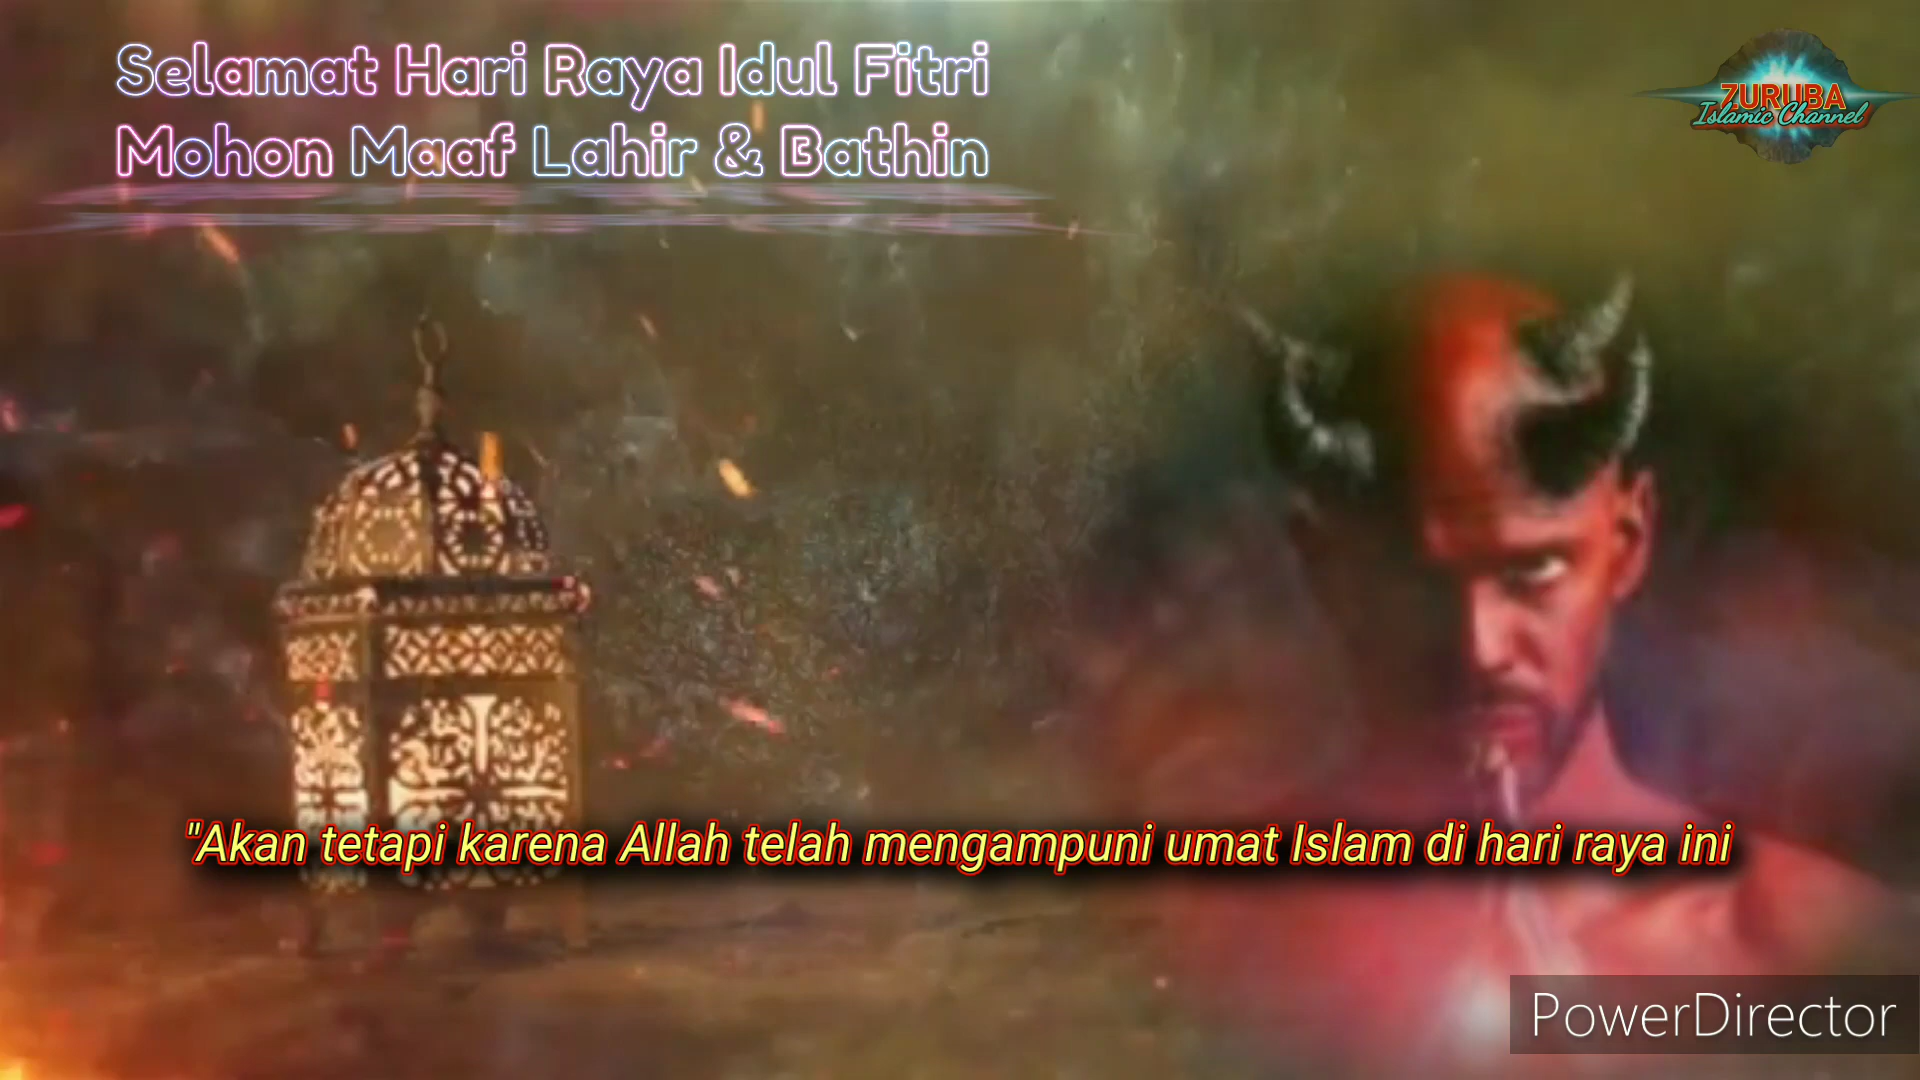 Selamat Hari Raya Idul Fitri
Mohon Maaf Lahir & Bathin
ZURUBA
Islamic Channel
"Akan tetapi karena Allah telah mengampuni umat Islam di hari raya ini
PowerDirector